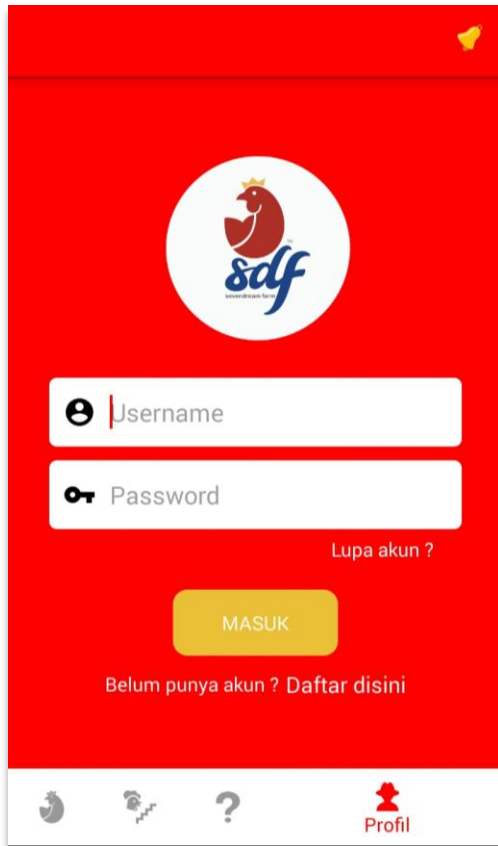 sdf
sevendream farm
Username
Password
Lupa akun ?
MASUK
Belum punya akun ? Daftar disini
?
Profil